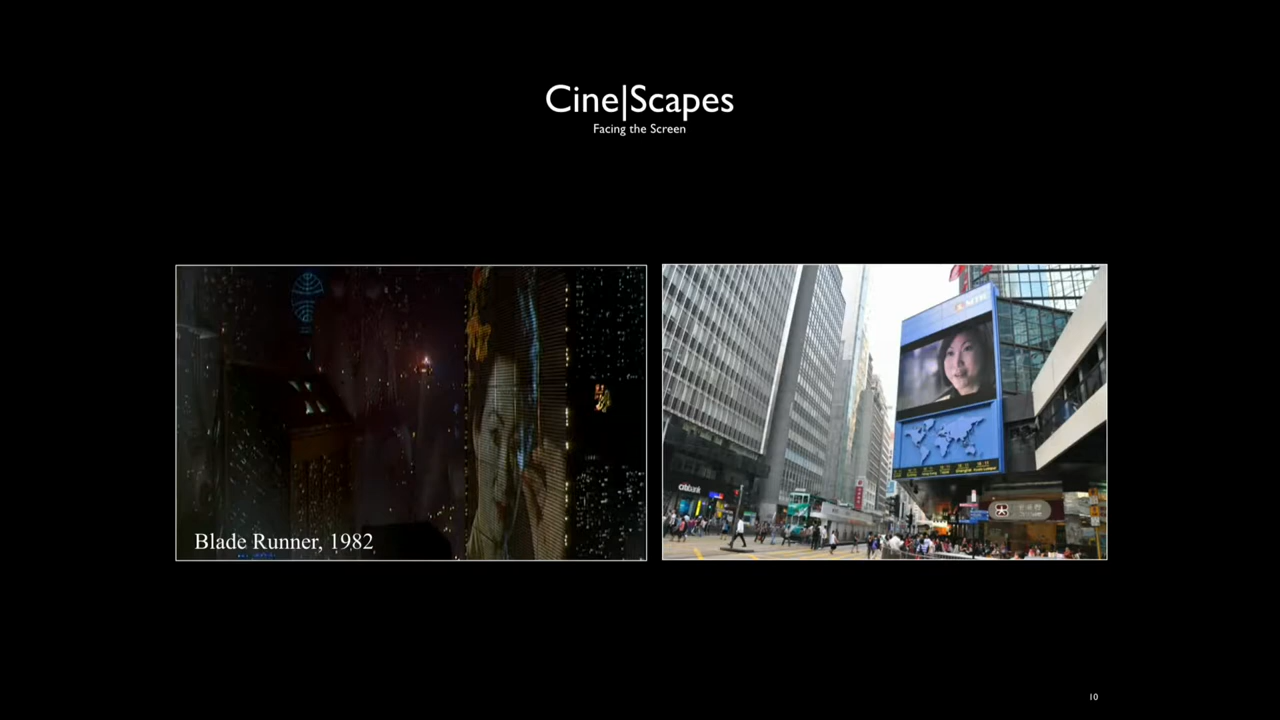 Cine|Scapes
Facing the Screen
Blade Runner, 1982
citibank
10